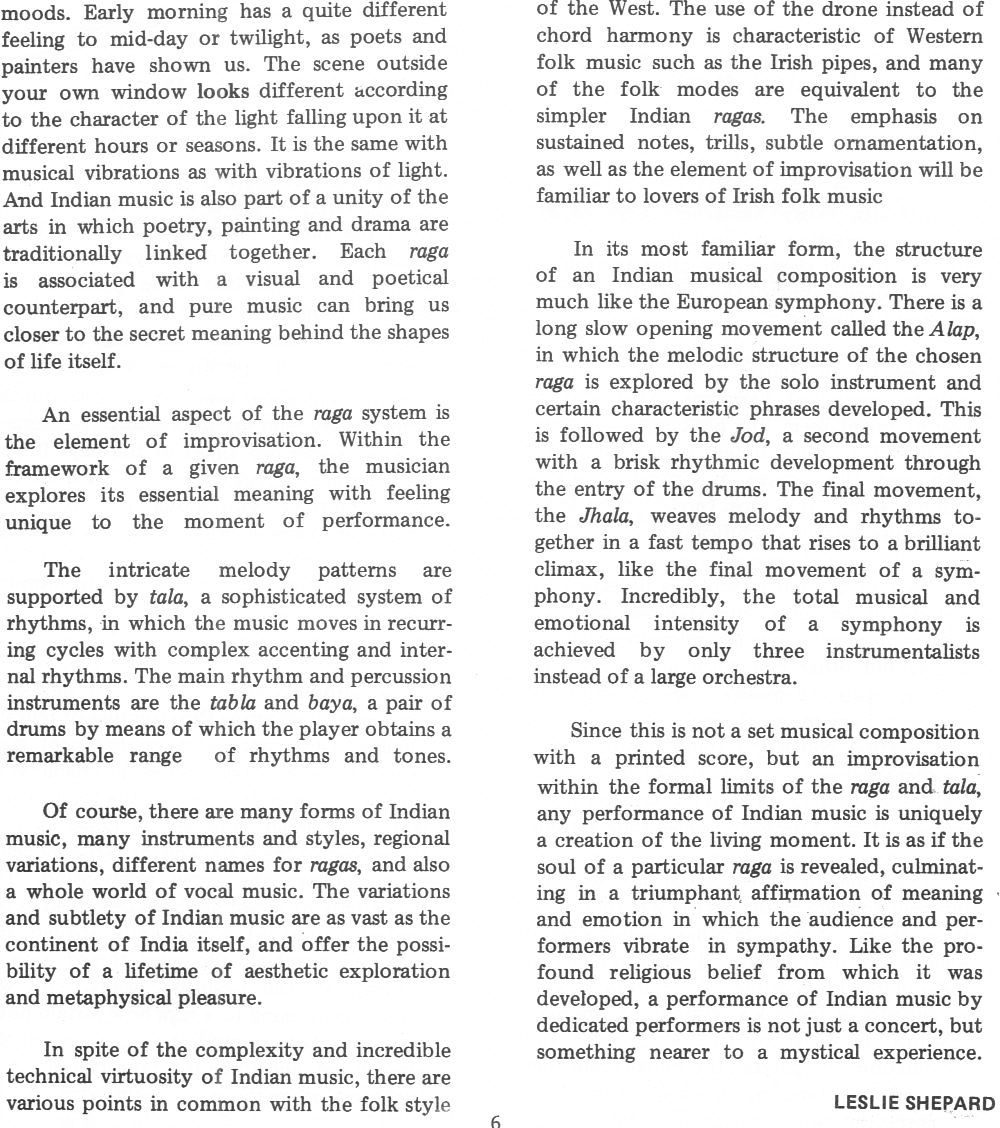 moods. Early morning has a quite different
feeling to mid-day or twilight, as poets and
painters have shown us. The scene outside
your own window looks different according
to the character of the light falling upon it at
different hours or seasons. It is the same with
musical vibrations as with vibrations of light.
And Indian music is also part of a unity of the
arts in which poetry, painting and drama are
traditionally linked together. Each raga
is associated with a visual and poetical
counterpart, and pure music can bring us
closer to the secret meaning behind the shapes
of life itself.
An essential aspect of the raga system is
the element of improvisation. Within the
framework of a given raga, the musician
explores its essential meaning with feeling
unique to the moment of performance.
The intricate melody patterns are
supported by tala, a sophisticated system of
rhythms, in which the music moves in recurr-
ing cycles with complex accenting and inter-
nal rhythms. The main rhythm and percussion
instruments are the tabla and baya, a pair of
drums by means of which the player obtains a
remarkable range of rhythms and tones.
Of course, there are many forms of Indian
music, many instruments and styles, regional
variations, different names for ragas, and also
a whole world of vocal music. The variations
and subtlety of Indian music are as vast as the
continent of India itself, and offer the possi-
bility of a lifetime of aesthetic exploration
and metaphysical pleasure.
In spite of the complexity and incredible
technical virtuosity of Indian music, there are
various points in common with the folk style
of the West. The use of the drone instead of
chord harmony is characteristic of Western
folk music such as the Irish pipes, and many
of the folk modes are equivalent to the
simpler Indian ragas. The emphasis on
sustained notes, trills, subtle ornamentation,
as well as the element of improvisation will be
familiar to lovers of Irish folk music
In its most familiar form, the structure
of an Indian musical composition is very
much like the European symphony. There is a
long slow opening movement called the Alap,
in which the melodic structure of the chosen
raga is explored by the solo instrument and
certain characteristic phrases developed. This
is followed by the Jod, a second movement
with a brisk rhythmic development through
the entry of the drums. The final movement,
the Jhala, weaves melody and rhythms to-
gether in a fast tempo that rises to a brilliant
climax, like the final movement of a sym-
phony. Incredibly, the total musical and
emotional intensity of a symphony is
achieved by only three instrumentalists
instead of a large orchestra.
Since this is not a set musical composition
with a printed score, but an improvisation
within the formal limits of the raga and tala,
any performance of Indian music is uniquely
a creation of the living moment. It is as if the
soul of a particular raga is revealed, culminat-
ing in a triumphant affirmation of meaning
and emotion in which the audience and per-
formers vibrate in sympathy. Like the pro-
found religious belief from which it was
developed, a performance of Indian music by
dedicated performers is not just a concert, but
something nearer to a mystical experience.
LESLIE SHEPARD
6